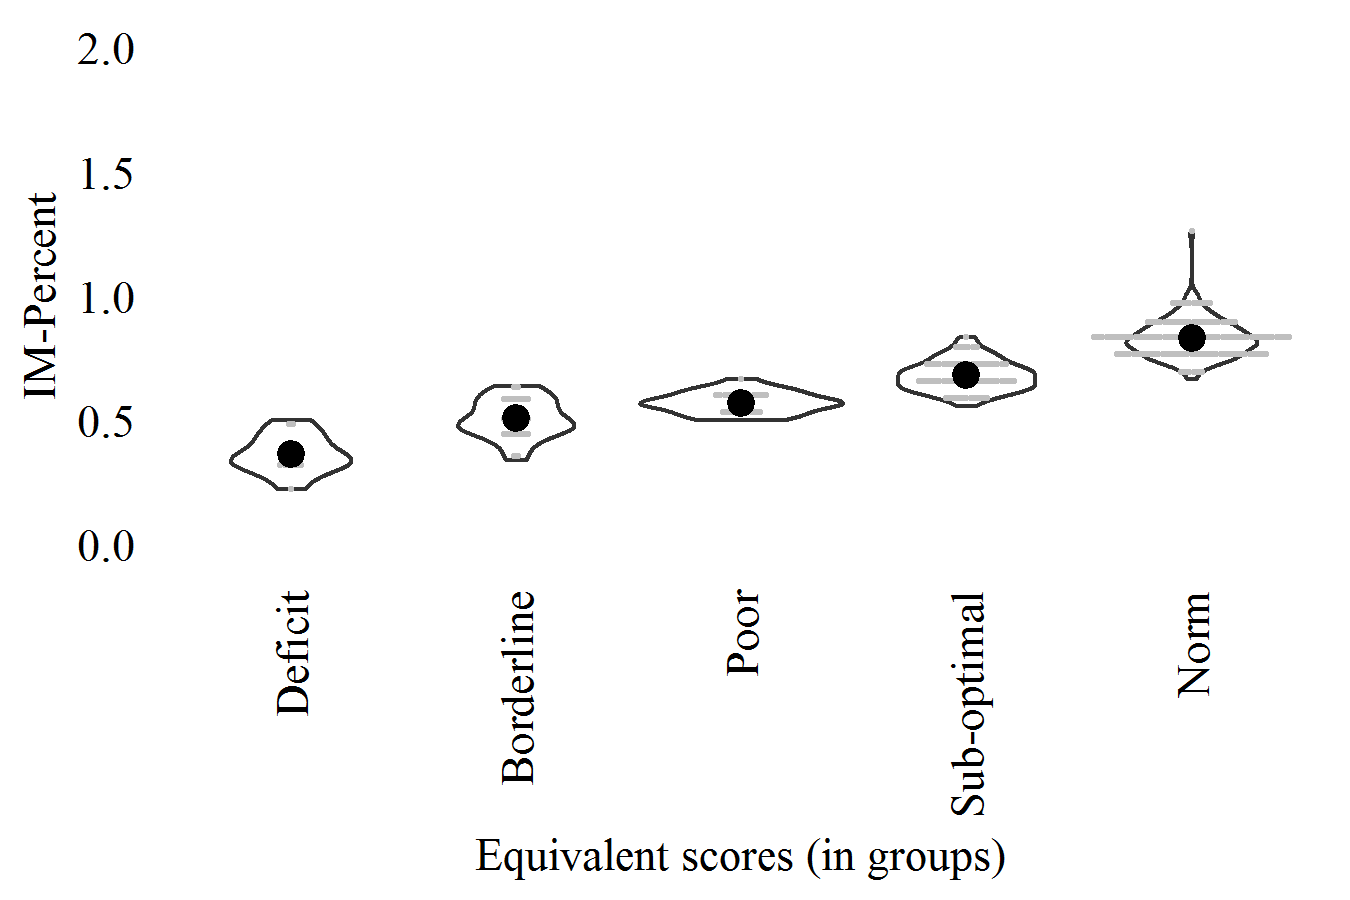 2.0
1.5
1.0
0.5
0.0
IM-Percent
Deficit
Borderline
Poor
Sub-optimal
Norm
Equivalent scores (in groups)